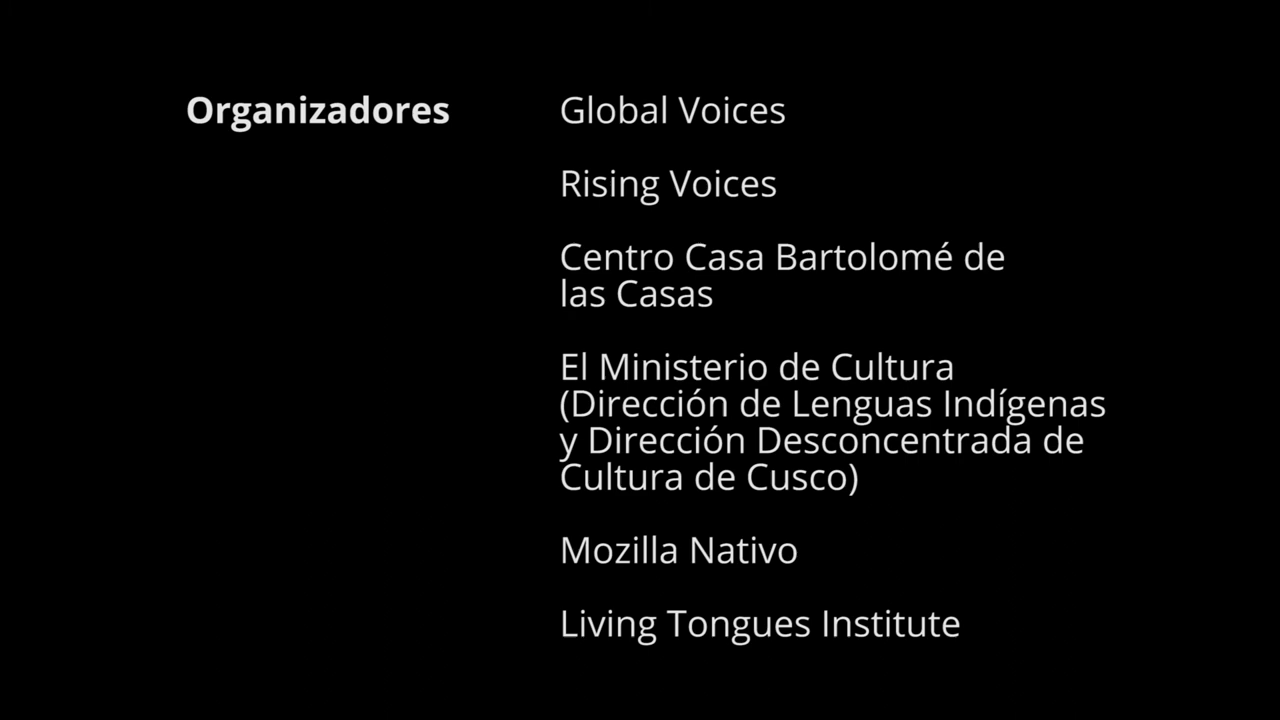 Organizadores
Global Voices
Rising Voices
Centro Casa Bartolomé de
las Casas
El Ministerio de Cultura
(Dirección de Lenguas Indígenas
y Dirección Desconcentrada de
Cultura de Cusco)
Mozilla Nativo
Living Tongues Institute